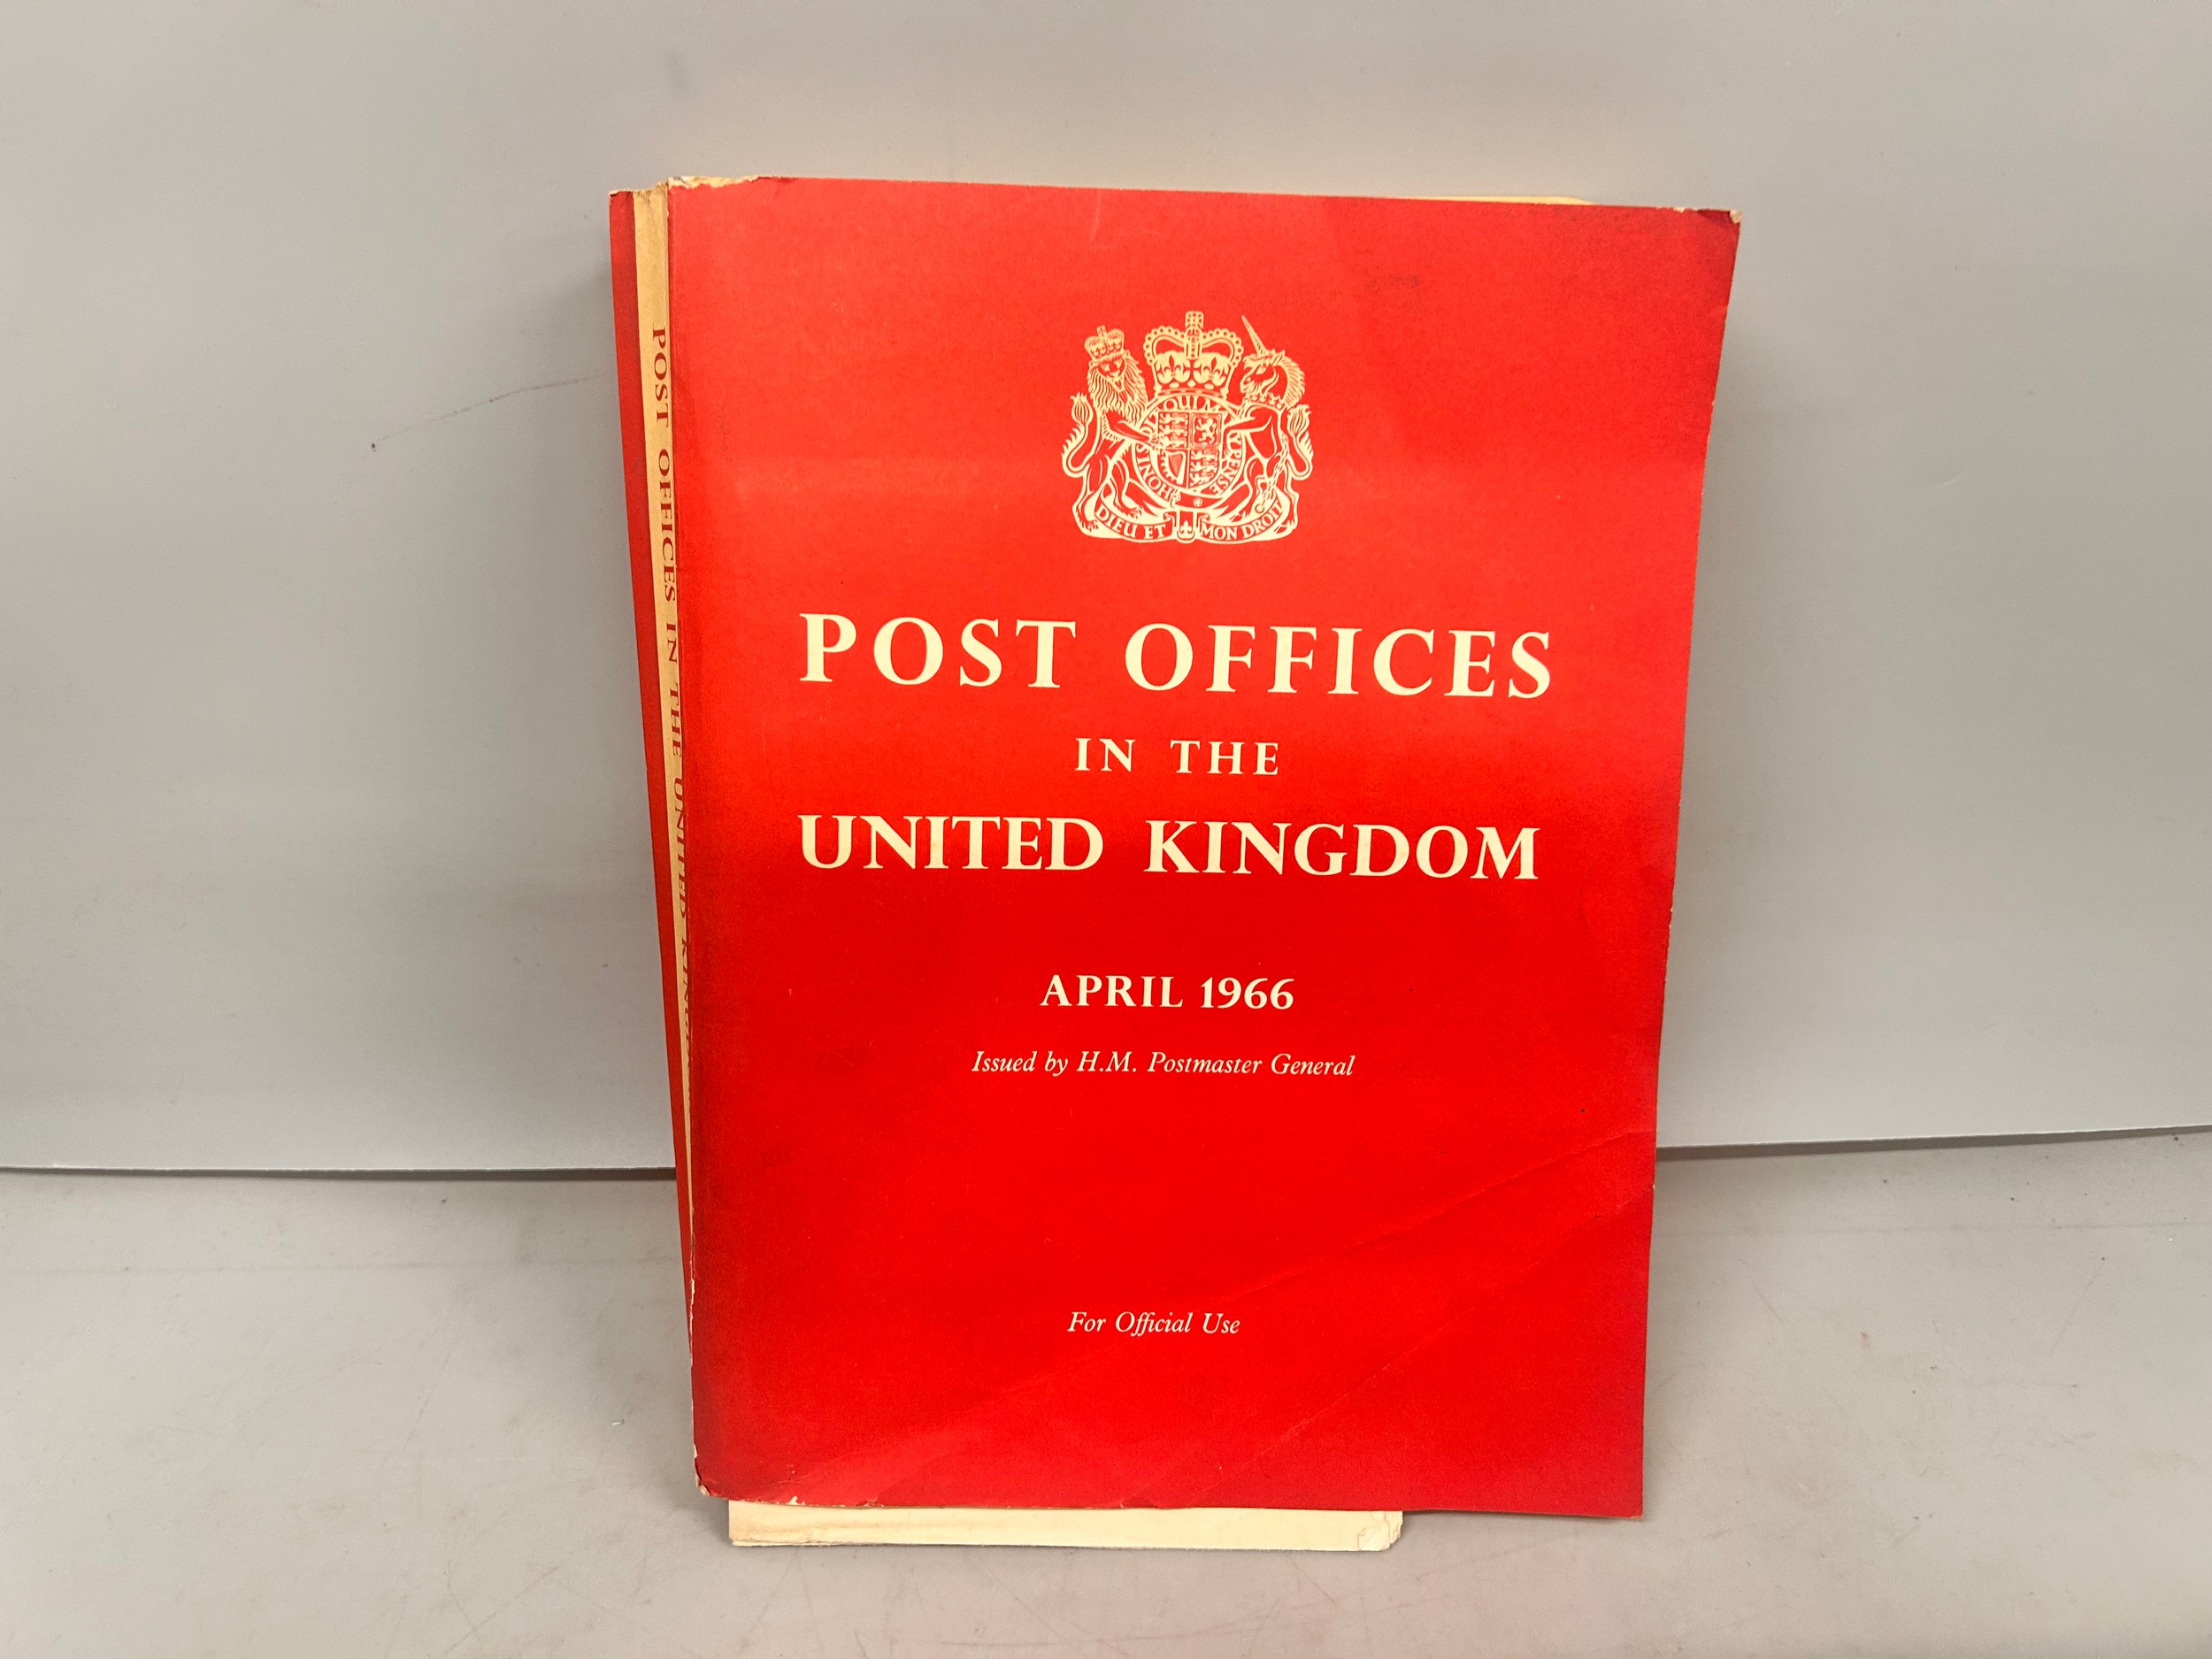 DIEU ET MON DROIT
POST OFFICES
IN THE
UNITED KINGDOM
APRIL 1966
Issued by H.M. Postmaster General
For Official Use
POST OFFICES IN THE UNITED